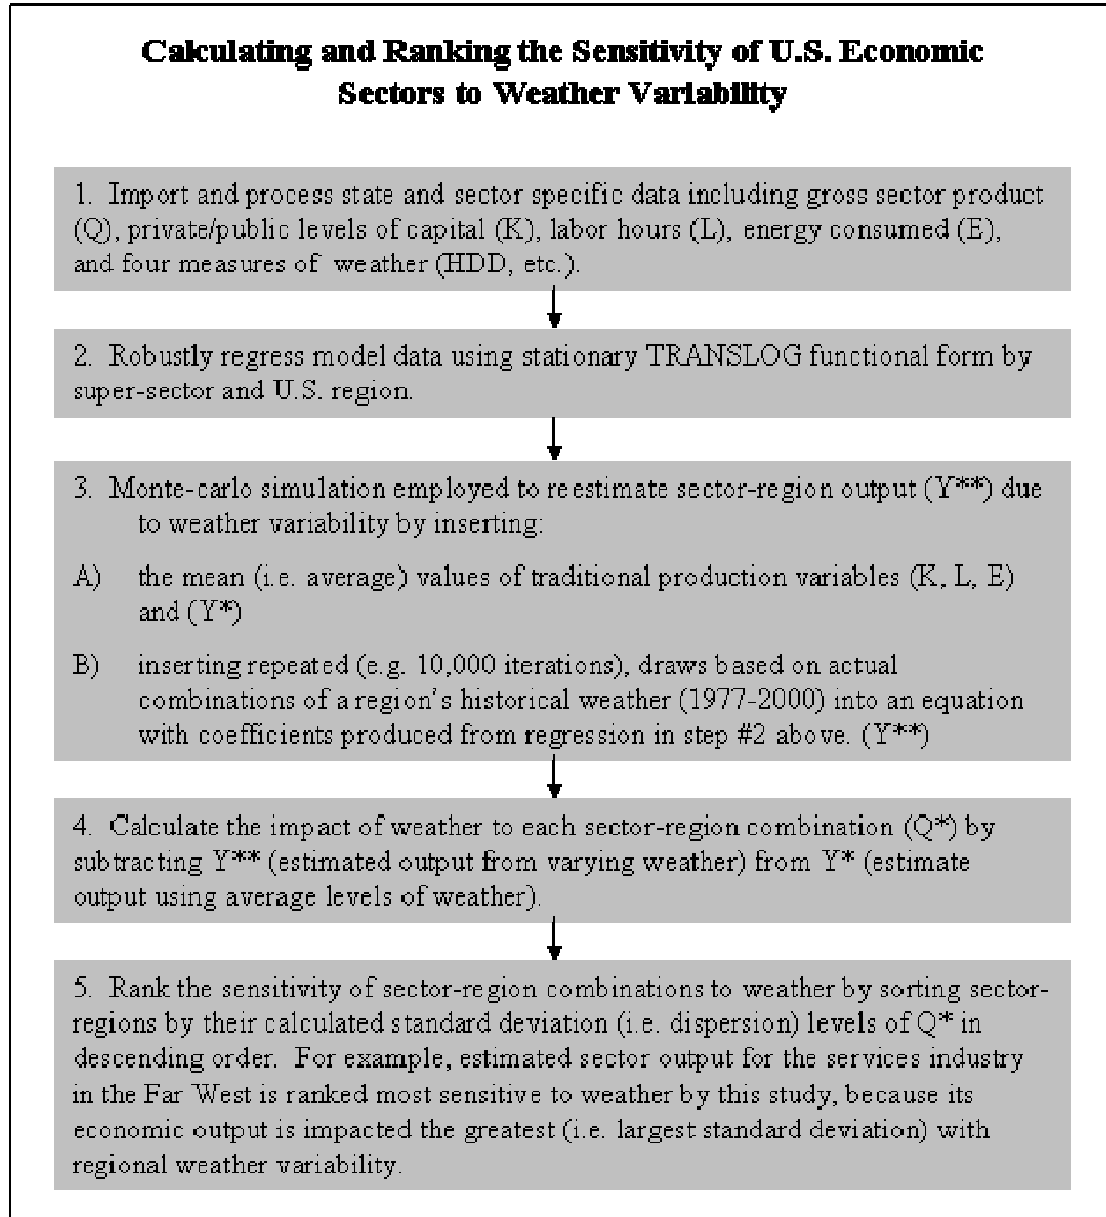 Calculating and Ranking the Sensitivity of U.S. Economic
Sectors to Weather Variability
1. Import and process state and sector specific data including gross sector product
(Q), private/public levels of capital (K), labor hours (L), energy consumed (E),
and four measures of weather (HDD, etc.).
2. Robustly regress model data using stationary TRANSLOG functional form by
super-sector and U.S. region.
3. Monte-carlo simulation employed to reestimate sector-region output (Y**) due
to weather variability by inserting:
A) the mean (i.e. average) values of traditional production variables (K, L, E)
and (Y*)
B) inserting repeated (e.g. 10,000 iterations), draws based on actual
combinations of a region's historical weather (1977-2000) into an equation
with coefficients produced from regression in step #2 above. (Y**)
4. Calculate the impact of weather to each sector-region combination (Q*) by
subtracting Y** (estimated output from varying weather) from Y* (estimate
output using average levels of weather).
5. Rank the sensitivity of sector-region combinations to weather by sorting sector-
regions by their calculated standard deviation (i.e. dispersion) levels of Q* in
descending order. For example, estimated sector output for the services industry
in the Far West is ranked most sensitive to weather by this study, because its
economic output is impacted the greatest (i.e. largest standard deviation) with
regional weather variability.